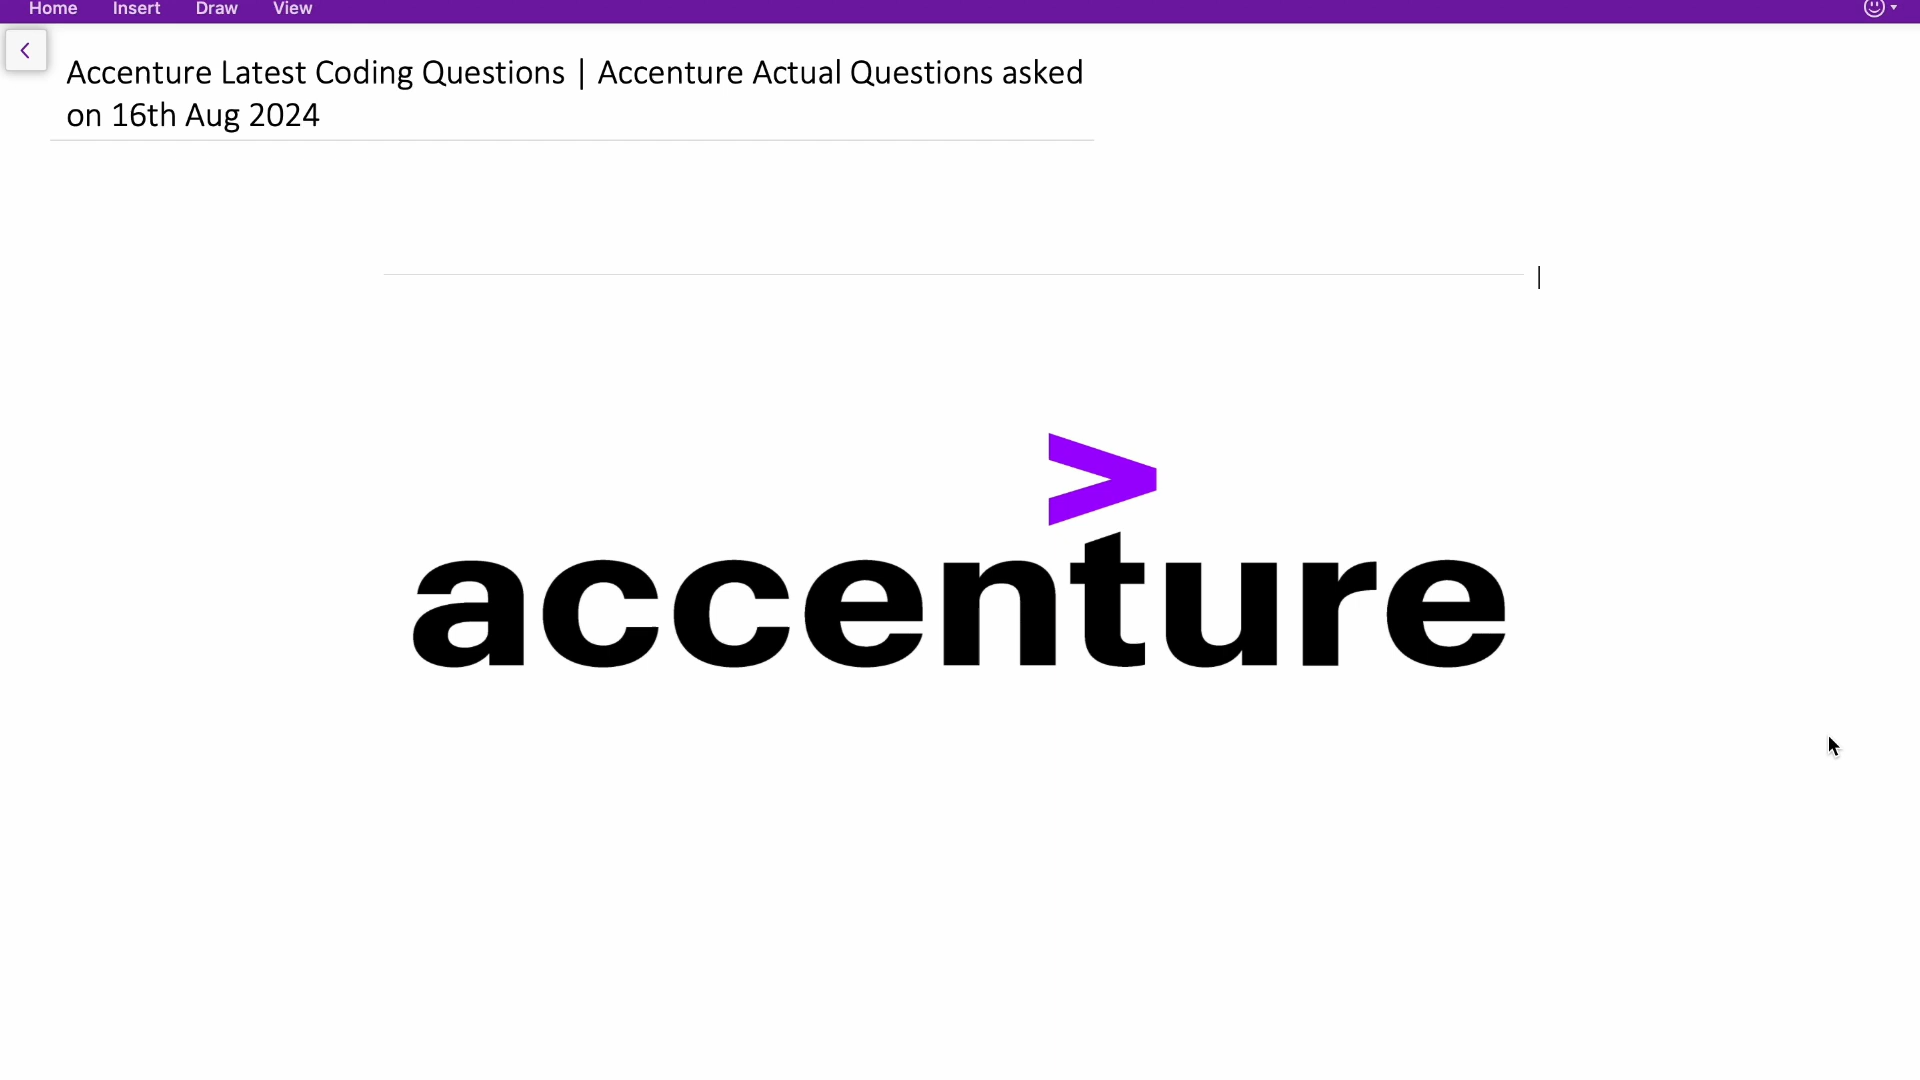 Home Insert Draw View
Accenture Latest Coding Questions | Accenture Actual Questions asked
on 16th Aug 2024
accenture